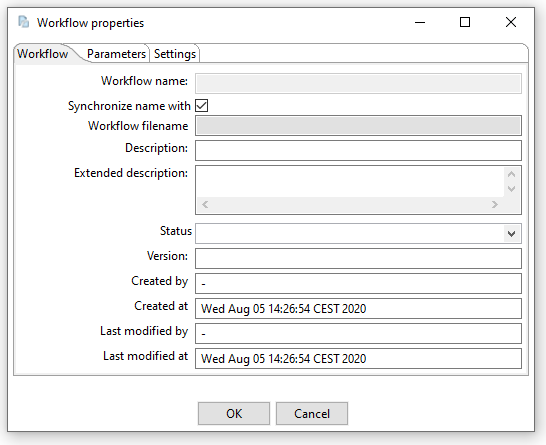 Workflow properties
Workflow Parameters Settings
Workflow name:
Synchronize name with
Workflow filename
Description:
Extended description:
Status
Version:
Created by -
Created at Wed Aug 05 14:26:54 CEST 2020
Last modified by -
Last modified at Wed Aug 05 14:26:54 CEST 2020
OK Cancel